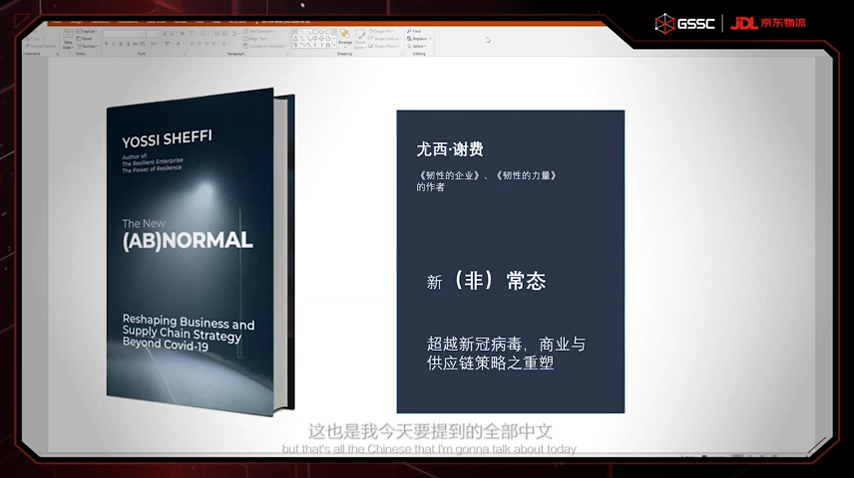 GSSC
JDL 京东物流
YOSSI SHEFFI
Author of:
The Resilient Enterprise
The Power of Resilience
The New
(AB)NORMAL
Reshaping Business and
Supply Chain Strategy
Beyond Covid-19
尤西·谢费
《韧性的企业》、《韧性的力量》
的作者
新（非）常态
超越新冠病毒，商业与
供应链策略之重塑
这也是我今天要提到的全部中文
but that's all the Chinese that I'm gonna talk about today